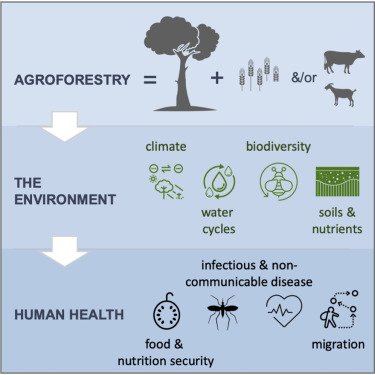 AGROFORESTRY = + &/or
climate
biodiversity
THE
ENVIRONMENT
water
cycles
soils &
nutrients
infectious & non-
communicable disease
HUMAN HEALTH
food &
nutrition security
migration